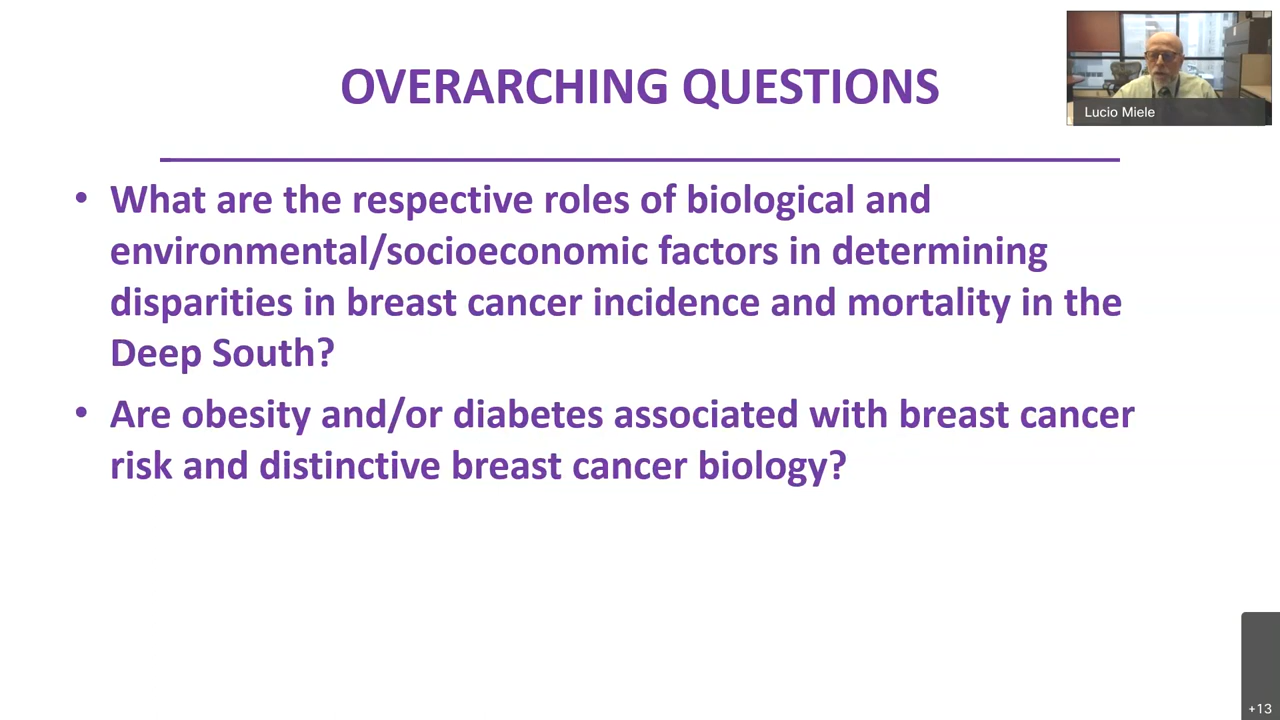 OVERARCHING QUESTIONS
Lucio Miele
• What are the respective roles of biological and
environmental/socioeconomic factors in determining
disparities in breast cancer incidence and mortality in the
Deep South?
• Are obesity and/or diabetes associated with breast cancer
risk and distinctive breast cancer biology?
+13